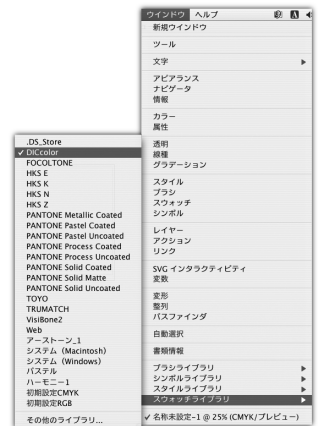 ウインドウ ヘルプ
新規ウインドウ
ツール
文字
アピアランス
ナビゲータ
情報
カラー
属性
透明
線種
グラデーション
スタイル
ブラシ
スウォッチ
シンボル
レイヤー
アクション
リンク
SVG インタラクティビティ
変数
変形
整列
パスファインダ
自動選択
書類情報
ブラシライブラリ
シンボルライブラリ
スタイルライブラリ
スウォッチライブラリ
✓ 名称未設定-1 @ 25% (CMYK/プレビュー)
.DS_Store
✓ DICcolor
FOCOLTONE
HKS E
HKS K
HKS N
HKS Z
PANTONE Metallic Coated
PANTONE Pastel Coated
PANTONE Pastel Uncoated
PANTONE Process Coated
PANTONE Process Uncoated
PANTONE Solid Coated
PANTONE Solid Matte
PANTONE Solid Uncoated
TOYO
TRUMATCH
VisiBone2
Web
アーストーン_1
システム（Macintosh）
システム（Windows）
パステル
ハーモニー1
初期設定CMYK
初期設定RGB
その他のライブラリ...